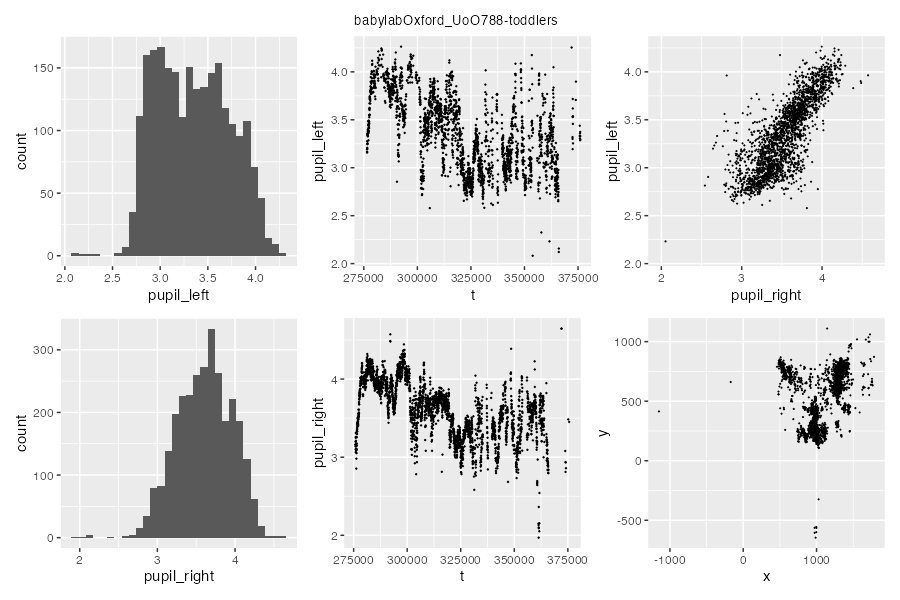 babylabOxford_UoO788-toddlers
150
100
50
0
count
2.0 2.5 3.0 3.5 4.0
pupil_left
4.0
3.5
3.0
2.5
2.0
pupil_left
275000 300000 325000 350000 375000
t
4.0
3.5
3.0
2.5
2.0
pupil_left
2 3 4
pupil_right
300
200
100
0
count
2 3 4
pupil_right
4
3
2
pupil_right
275000 300000 325000 350000 375000
t
1000
500
0
-500
y
-1000 0 1000
x